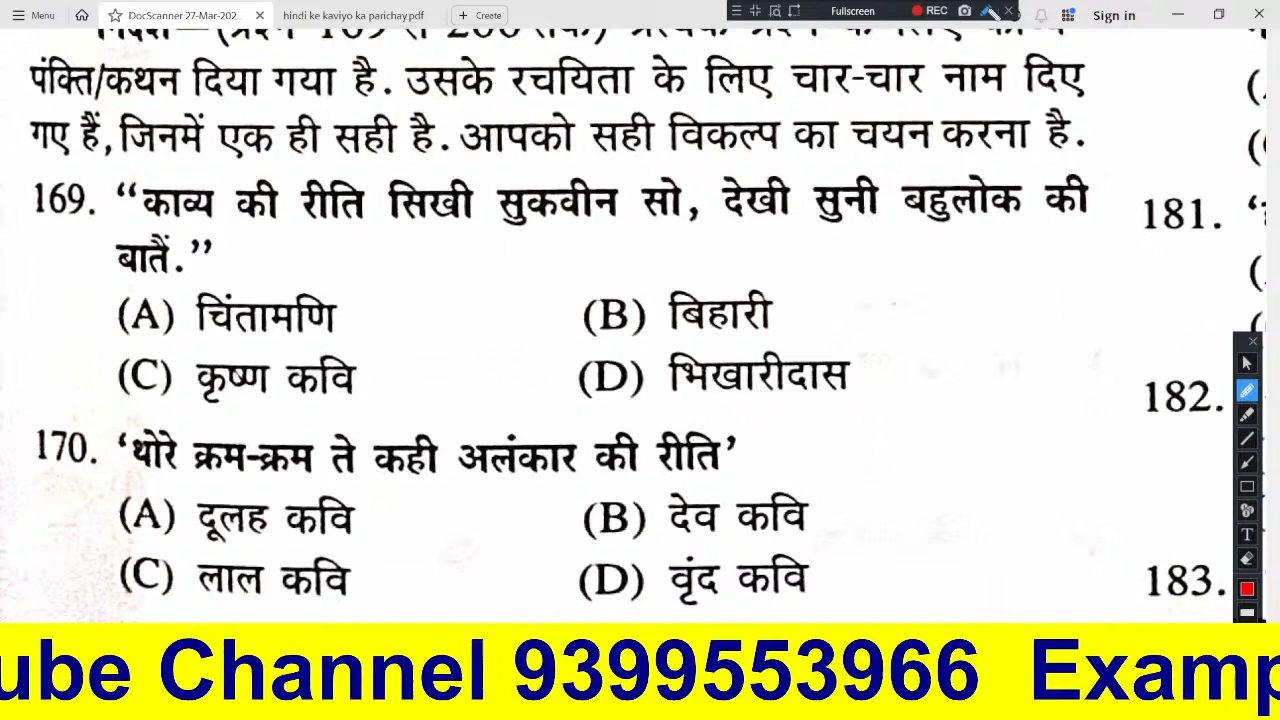 Menu DocScanner 27-Mar-202... hindi ke kaviyo ka parichay.pdf Create Fullscreen REC Sign in
पंक्ति/कथन दिया गया है. उसके रचयिता के लिए चार-चार नाम दिए
गए हैं, जिनमें एक ही सही है. आपको सही विकल्प का चयन करना है.
169. “काव्य की रीति सिखी सुकवीन सो, देखी सुनी बहुलोक की
बातैं.”
(A) चिंतामणि (B) बिहारी
(C) कृष्ण कवि (D) भिखारीदास
170. ‘थोरे क्रम-क्रम ते कही अलंकार की रीति’
(A) दूलह कवि (B) देव कवि
(C) लाल कवि (D) वृंद कवि
181.
182.
183.
ube Channel 9399553966 Examp